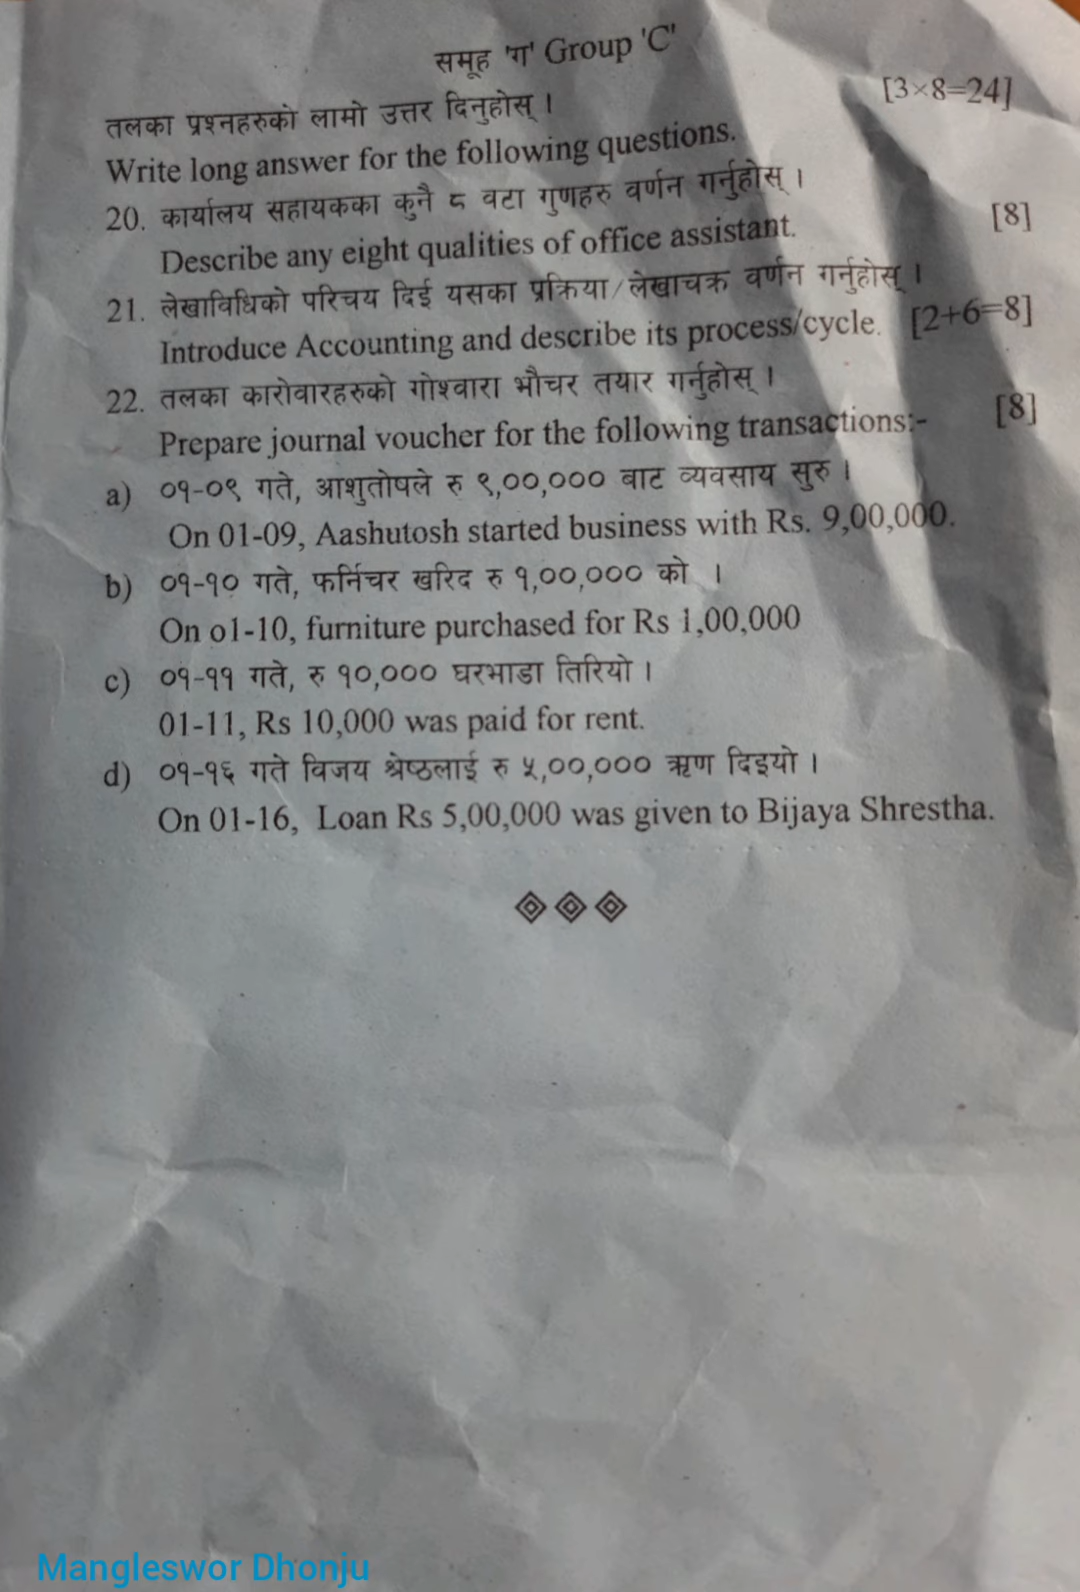 समूह 'ग' Group 'C'
तलका प्रश्नहरुको लामो उत्तर दिनुहोस् । [3×8=24]
Write long answer for the following questions.
20. कार्यालय सहायकका कुनै ८ वटा गुणहरु वर्णन गर्नुहोस् ।
Describe any eight qualities of office assistant. [8]
21. लेखाविधिको परिचय दिई यसका प्रक्रिया/लेखाचक्र वर्णन गर्नुहोस् ।
Introduce Accounting and describe its process/cycle. [2+6=8]
22. तलका कारोवारहरुको गोश्वारा भौचर तयार गर्नुहोस् ।
Prepare journal voucher for the following transactions:- [8]
a) ०१-०९ गते, आशुतोषले रु ९,००,००० बाट व्यवसाय सुरु ।
On 01-09, Aashutosh started business with Rs. 9,00,000.
b) ०१-१० गते, फर्निचर खरिद रु १,००,००० को ।
On o1-10, furniture purchased for Rs 1,00,000
c) ०१-११ गते, रु १०,००० घरभाडा तिरियो ।
01-11, Rs 10,000 was paid for rent.
d) ०१-१६ गते विजय श्रेष्ठलाई रु ५,००,००० ऋण दिइयो ।
On 01-16, Loan Rs 5,00,000 was given to Bijaya Shrestha.
Mangleswor Dhonju